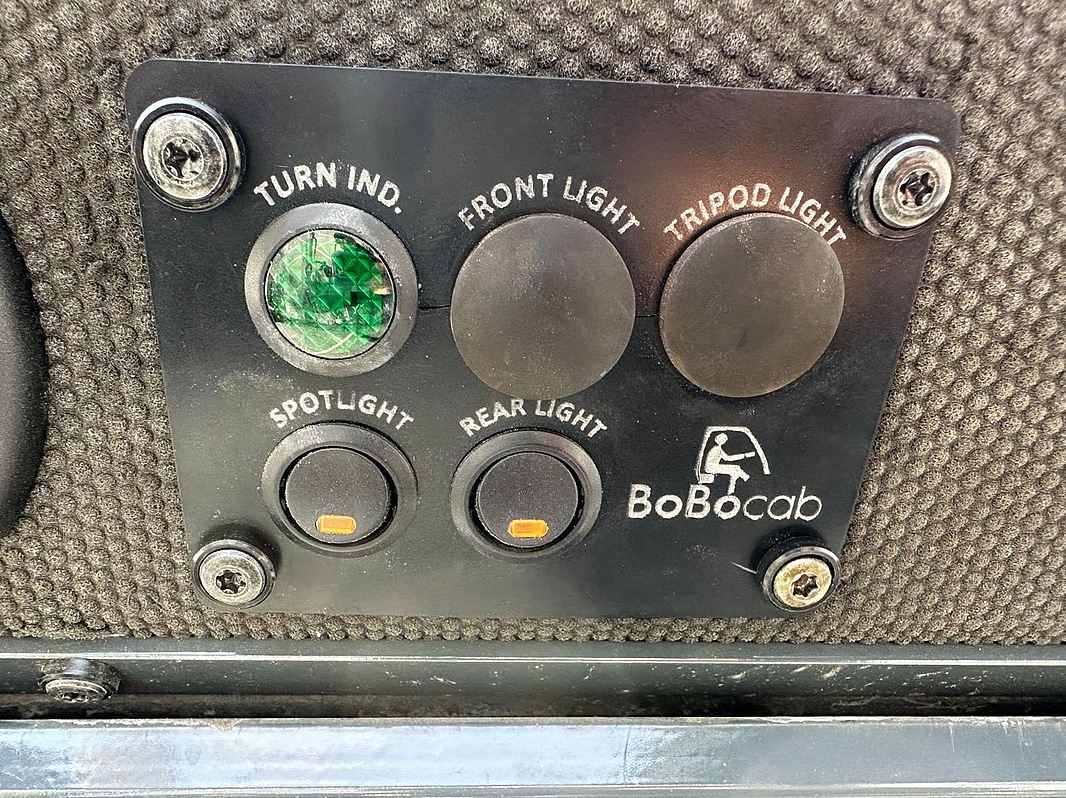 TURN IND.
FRONT LIGHT
TRIPOD LIGHT
SPOTLIGHT
REAR LIGHT
BoBocab